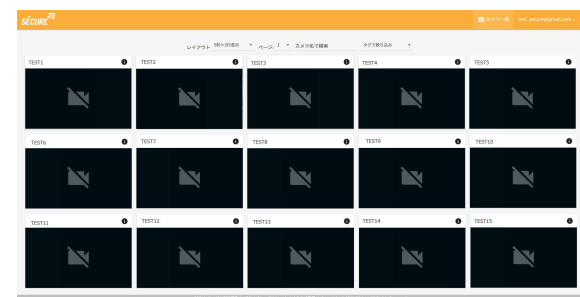 SÉCURE カメラ一覧 test_secure@gmail.com
レイアウト 5列×3行表示 ページ: 1 カメラ名で検索 タグで絞り込み
TEST1 TEST2 TEST3 TEST4 TEST5
TEST6 TEST7 TEST8 TEST9 TEST10
TEST11 TEST12 TEST13 TEST14 TEST15